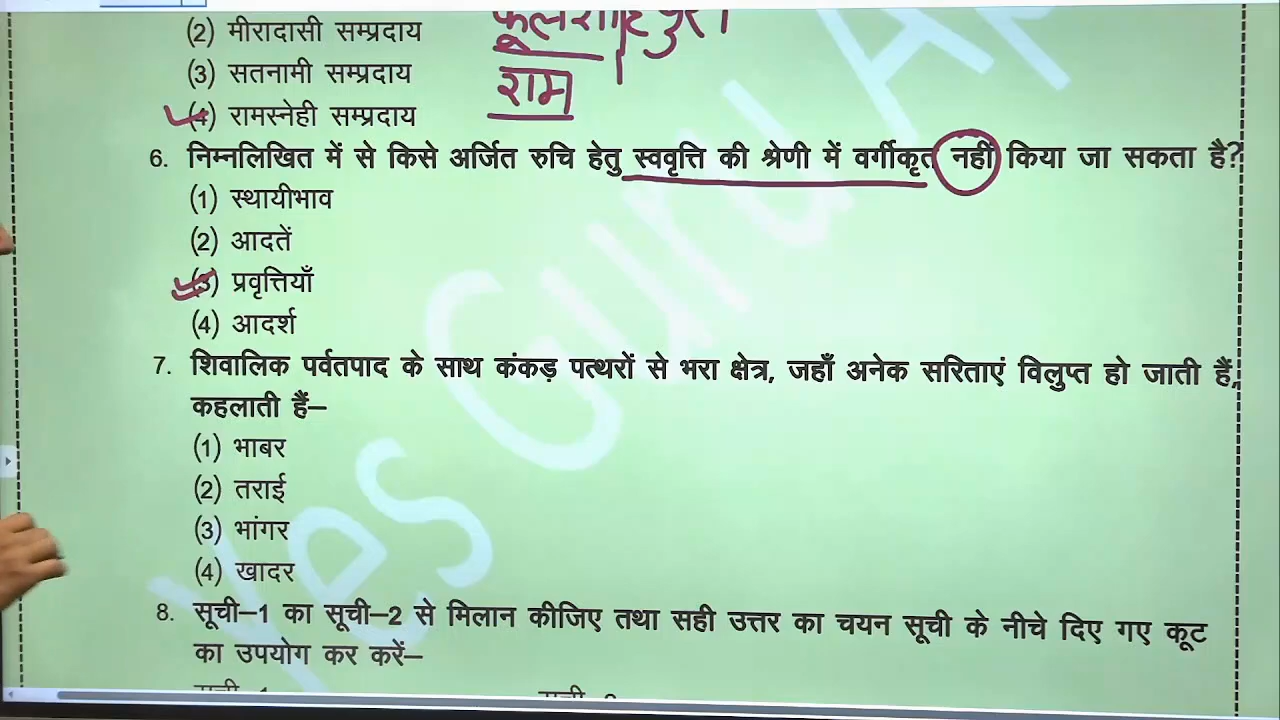 (2) मीरादासी सम्प्रदाय
(3) सतनामी सम्प्रदाय
राम
(4) रामस्नेही सम्प्रदाय
6. निम्नलिखित में से किसे अर्जित रुचि हेतु स्ववृत्ति की श्रेणी में वर्गीकृत नहीं किया जा सकता है?
(1) स्थायीभाव
(2) आदतें
(3) प्रवृत्तियाँ
(4) आदर्श
7. शिवालिक पर्वतपाद के साथ कंकड़ पत्थरों से भरा क्षेत्र, जहाँ अनेक सरिताएं विलुप्त हो जाती हैं,
कहलाती हैं–
(1) भाबर
(2) तराई
(3) भांगर
(4) खादर
8. सूची–1 का सूची–2 से मिलान कीजिए तथा सही उत्तर का चयन सूची के नीचे दिए गए कूट
का उपयोग कर करें–
Yes Guru